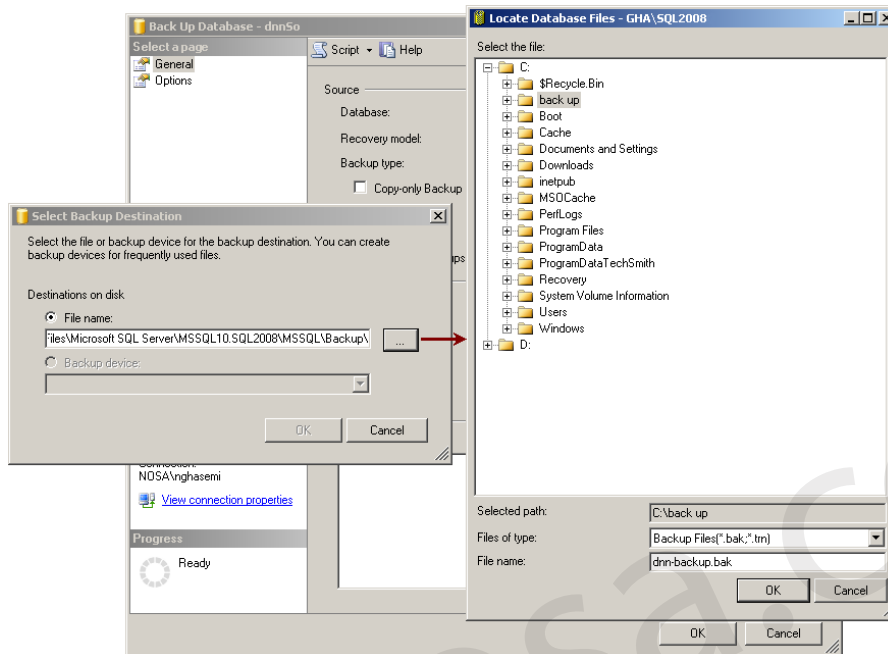 Back Up Database - dnnSo
Select a page
General
Options
Script
Help
Source
Database:
Recovery model:
Backup type:
Copy-only Backup
Select Backup Destination
Select the file or backup device for the backup destination. You can create
backup devices for frequently used files.
Destinations on disk
File name:
Files\Microsoft SQL Server\MSSQL10.SQL2008\MSSQL\Backup\
...
Backup device:
OK
Cancel
Connection:
NOSA\nghasemi
View connection properties
Progress
Ready
Locate Database Files - GHA\SQL2008
Select the file:
C:
$Recycle.Bin
back up
Boot
Cache
Documents and Settings
Downloads
inetpub
MSOCache
PerfLogs
Program Files
ProgramData
ProgramDataTechSmith
Recovery
System Volume Information
Users
Windows
D:
Selected path:
C:\back up
Files of type:
Backup Files(*.bak;*.trn)
File name:
dnn-backup.bak
OK
Cancel
OK
Cancel